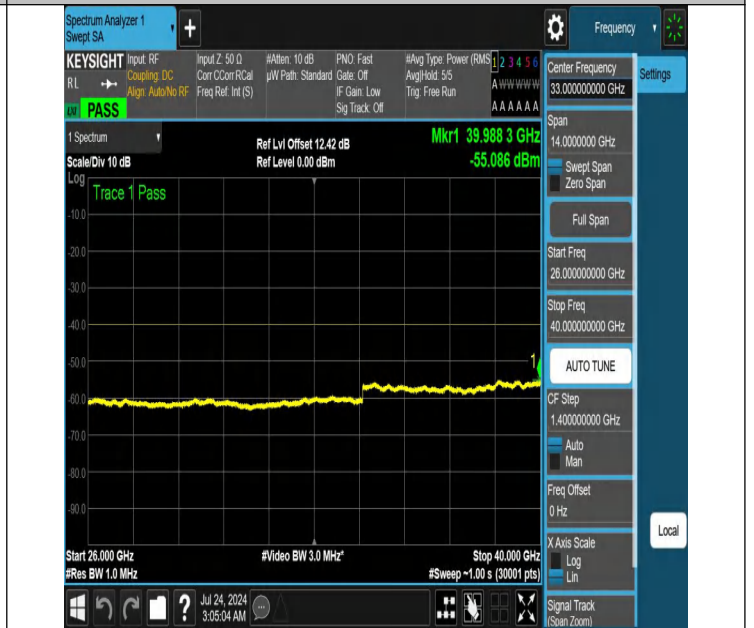 Spectrum Analyzer 1
Swept SA
+
Frequency
KEYSIGHT
RL
LXI
PASS
Input: RF
Coupling: DC
Align: Auto/No RF
Input Z: 50 Ω
Corr CCorr RCal
Freq Ref: Int (S)
#Atten: 10 dB
µW Path: Standard
PNO: Fast
Gate: Off
IF Gain: Low
Sig Track: Off
#Avg Type: Power (RMS
Avg|Hold: 5/5
Trig: Free Run
1 2 3 4 5 6
A W W W W W
A A A A A A
1 Spectrum
Scale/Div 10 dB
Ref Lvl Offset 12.42 dB
Ref Level 0.00 dBm
Mkr1 39.988 3 GHz
-55.086 dBm
Log
Trace 1 Pass
-10.0
-20.0
-30.0
-40.0
-50.0
-60.0
-70.0
-80.0
-90.0
1
Start 26.000 GHz
#Res BW 1.0 MHz
#Video BW 3.0 MHz*
Stop 40.000 GHz
#Sweep ~1.00 s (30001 pts)
Center Frequency
33.000000000 GHz
Settings
Span
14.0000000 GHz
Swept Span
Zero Span
Full Span
Start Freq
26.000000000 GHz
Stop Freq
40.000000000 GHz
AUTO TUNE
CF Step
1.400000000 GHz
Auto
Man
Freq Offset
0 Hz
X Axis Scale
Log
Lin
Local
Signal Track
(Span Zoom)
?
Jul 24, 2024
3:05:04 AM